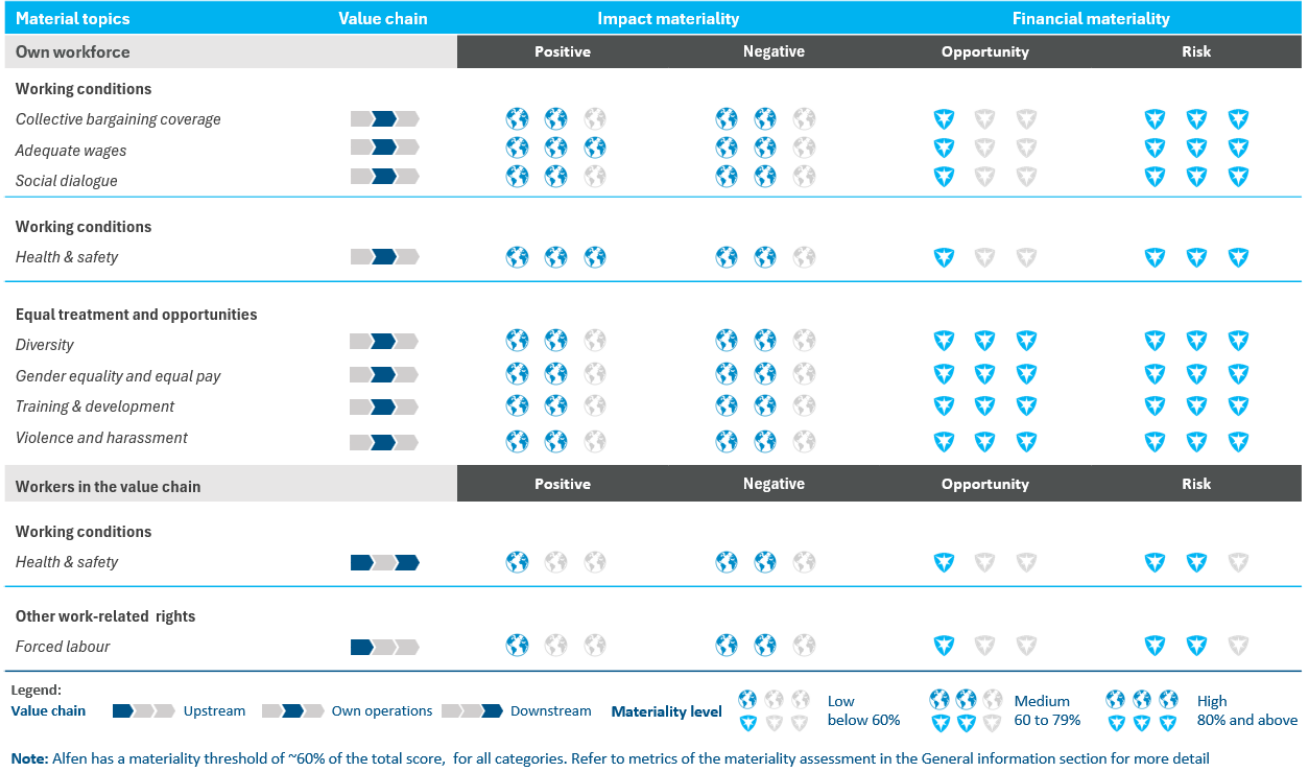 Material topics Value chain Impact materiality Financial materiality
Own workforce Positive Negative Opportunity Risk
Working conditions
Collective bargaining coverage
Adequate wages
Social dialogue
Working conditions
Health & safety
Equal treatment and opportunities
Diversity
Gender equality and equal pay
Training & development
Violence and harassment
Workers in the value chain Positive Negative Opportunity Risk
Working conditions
Health & safety
Other work-related rights
Forced labour
Legend:
Value chain Upstream Own operations Downstream Materiality level Low Medium High
below 60% 60 to 79% 80% and above
Note: Alfen has a materiality threshold of ~60% of the total score, for all categories. Refer to metrics of the materiality assessment in the General information section for more detail